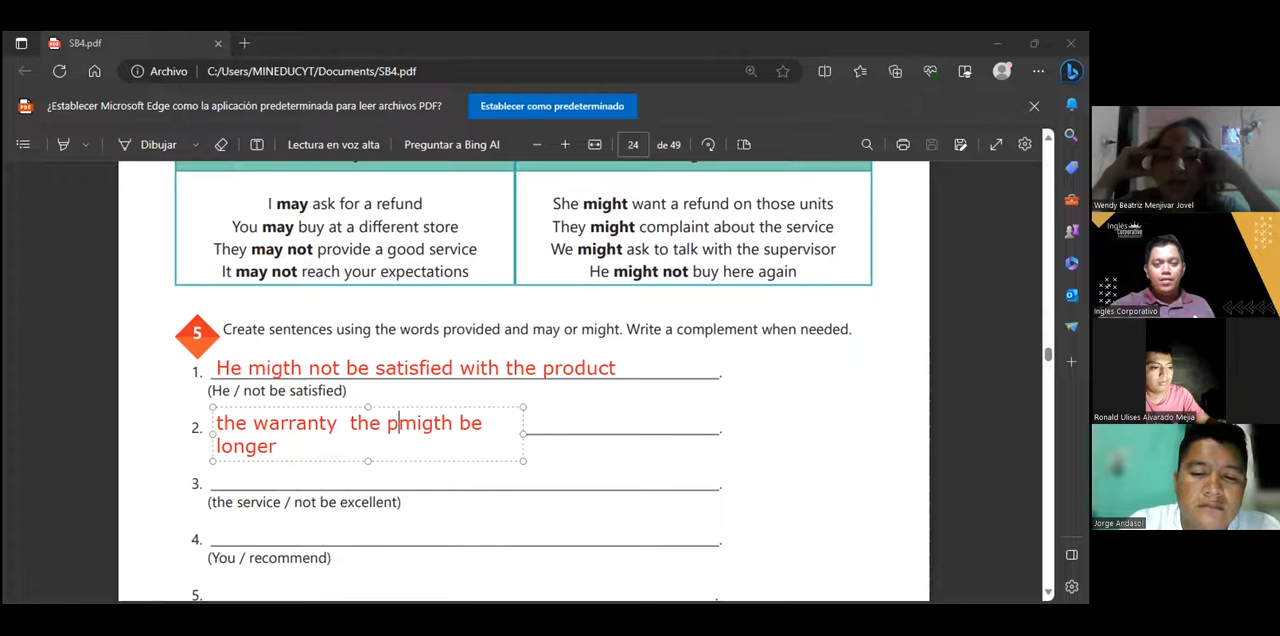 SB4.pdf
Archivo
C:/Users/MINEDUCYT/Documents/SB4.pdf
¿Establecer Microsoft Edge como la aplicación predeterminada para leer archivos PDF?
Establecer como predeterminado
Dibujar
Lectura en voz alta
Preguntar a Bing AI
24
de 49
I may ask for a refund
You may buy at a different store
They may not provide a good service
It may not reach your expectations
She might want a refund on those units
They might complaint about the service
We might ask to talk with the supervisor
He might not buy here again
5
Create sentences using the words provided and may or might. Write a complement when needed.
1. He migth not be satisfied with the product.
(He / not be satisfied)
2. the warranty the pmigth be
longer
3.
(the service / not be excellent)
4.
(You / recommend)
5.
Wendy Beatriz Menjivar Jovel
Inglés
Corporativo
Ingles Corporativo
Ronald Ulises Alvarado Mejia
Jorge Andasol